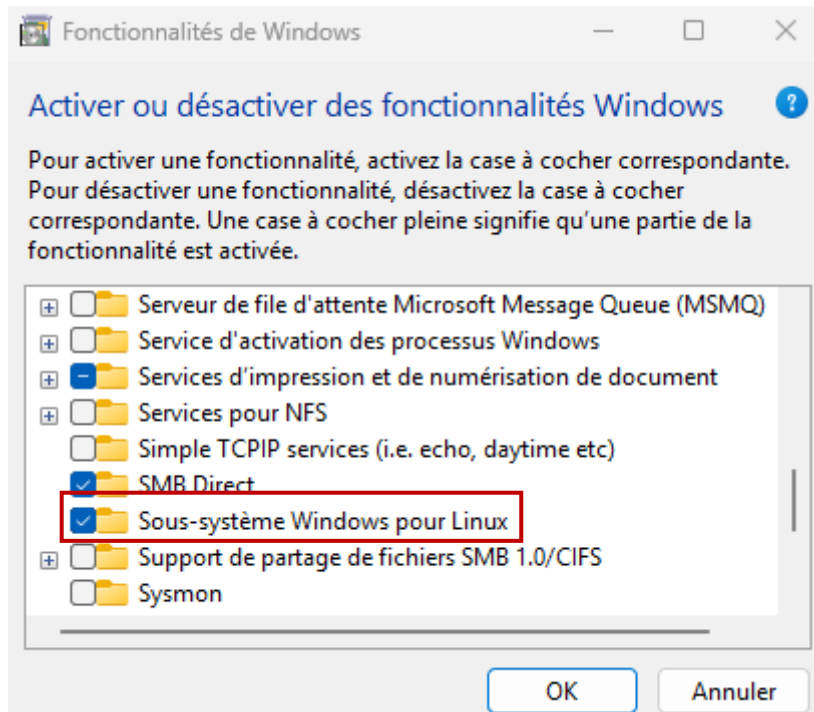 Fonctionnalités de Windows
Activer ou désactiver des fonctionnalités Windows
?
Pour activer une fonctionnalité, activez la case à cocher correspondante.
Pour désactiver une fonctionnalité, désactivez la case à cocher
correspondante. Une case à cocher pleine signifie qu'une partie de la
fonctionnalité est activée.
Serveur de file d'attente Microsoft Message Queue (MSMQ)
Service d'activation des processus Windows
Services d'impression et de numérisation de document
Services pour NFS
Simple TCPIP services (i.e. echo, daytime etc)
SMB Direct
Sous-système Windows pour Linux
Support de partage de fichiers SMB 1.0/CIFS
Sysmon
OK Annuler